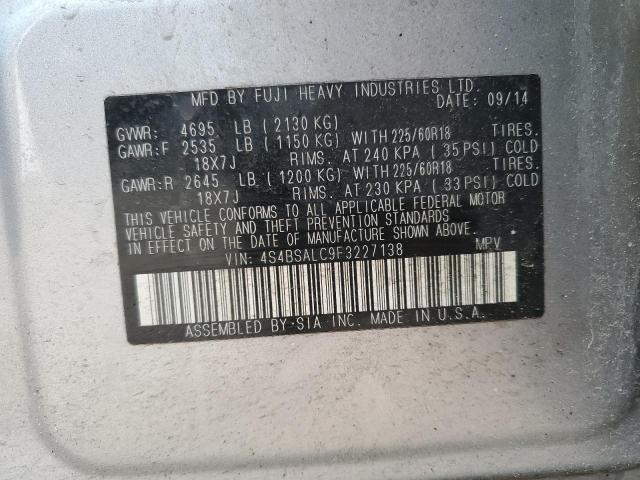 MFD BY FUJI HEAVY INDUSTRIES LTD.
DATE: 09/14
GVWR: 4695 LB ( 2130 KG)
GAWR:F 2535 LB ( 1150 KG) WITH 225/60R18 TIRES.
18X7J RIMS. AT 240 KPA ( 35 PSI) COLD
GAWR:R 2645 LB ( 1200 KG) WITH 225/60R18 TIRES.
18X7J RIMS. AT 230 KPA ( 33 PSI) COLD
THIS VEHICLE CONFORMS TO ALL APPLICABLE FEDERAL MOTOR
VEHICLE SAFETY AND THEFT PREVENTION STANDARDS
IN EFFECT ON THE DATE OF MANUFACTURE SHOWN ABOVE.
VIN: 4S4BSALC9F3227138 MPV
ASSEMBLED BY SIA INC. MADE IN U.S.A.